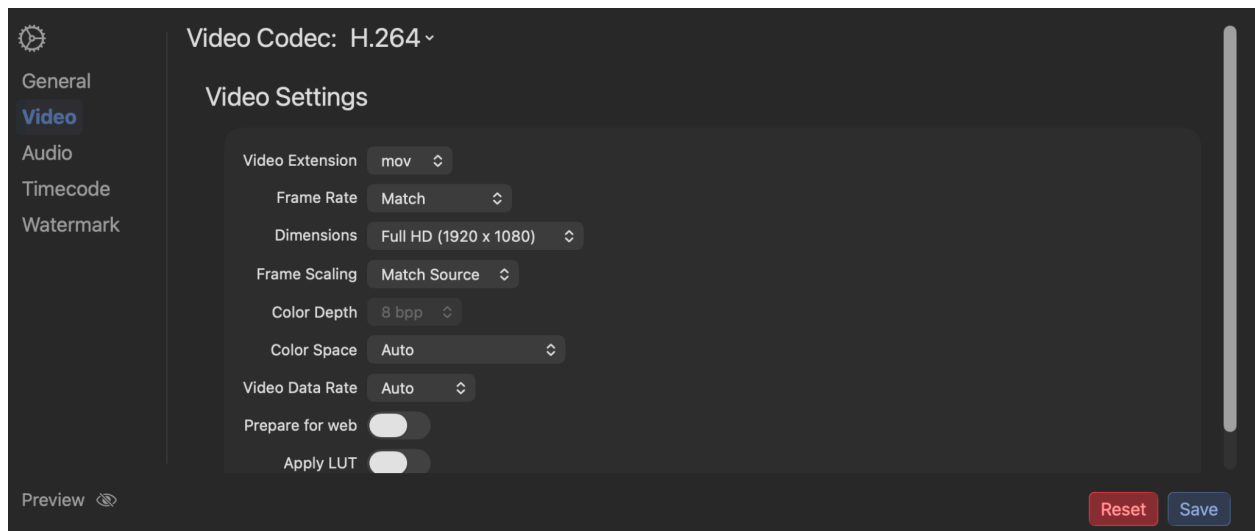 Video Codec: H.264
General
Video
Audio
Timecode
Watermark
Video Settings
Video Extension mov
Frame Rate Match
Dimensions Full HD (1920 x 1080)
Frame Scaling Match Source
Color Depth 8 bpp
Color Space Auto
Video Data Rate Auto
Prepare for web
Apply LUT
Preview
Reset Save